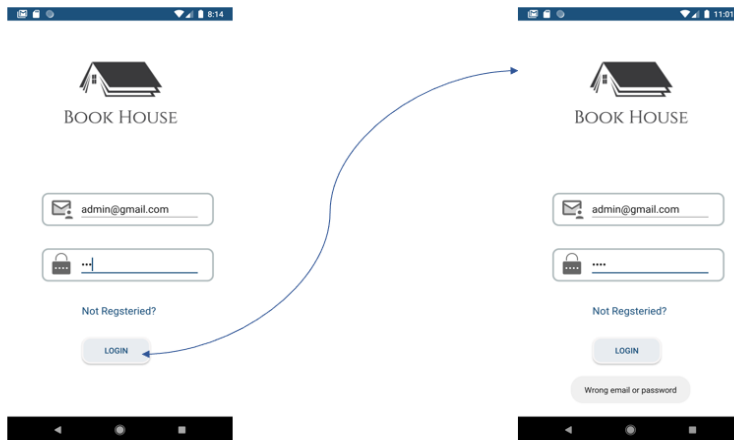 8:14
BOOK HOUSE
admin@gmail.com
•••
Not Regsteried?
LOGIN
11:01
BOOK HOUSE
admin@gmail.com
••••
Not Regsteried?
LOGIN
Wrong email or password